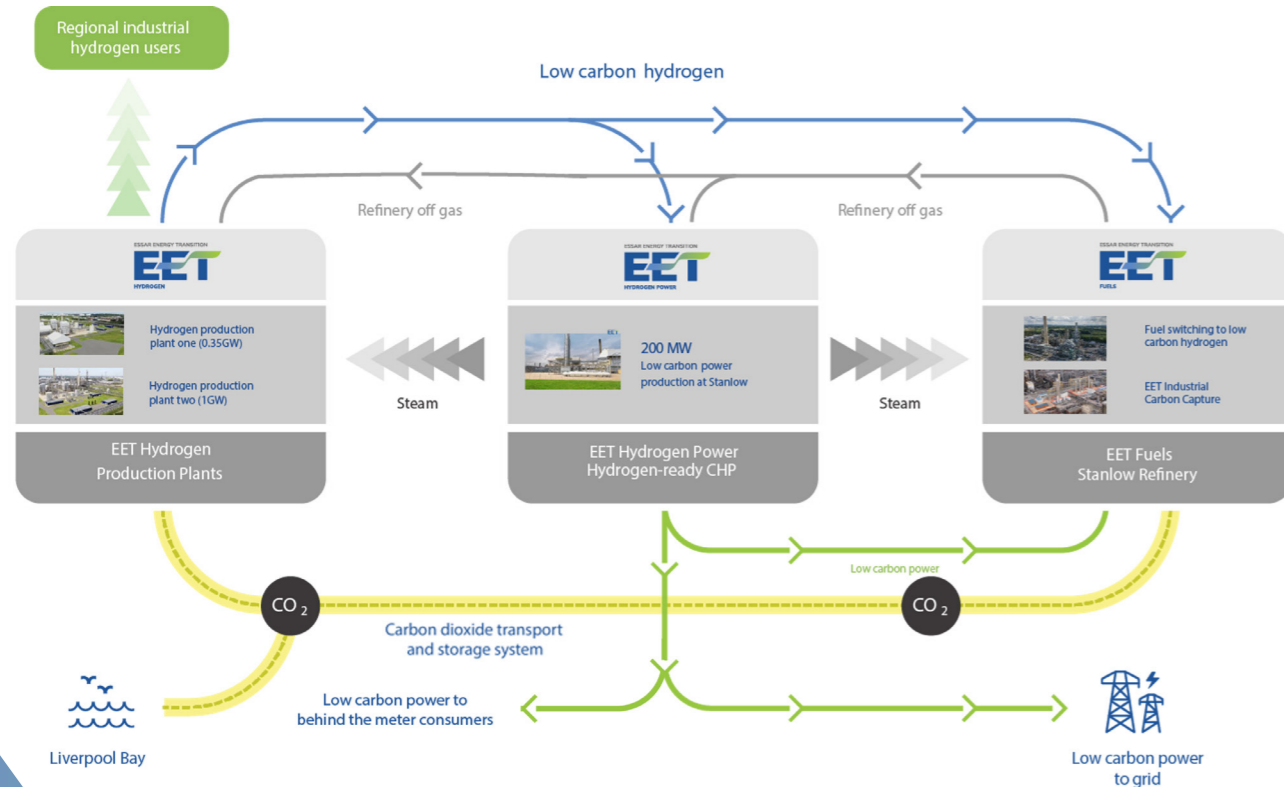 Regional industrial
hydrogen users
Low carbon hydrogen
Refinery off gas
Refinery off gas
ESSAR ENERGY TRANSITION
EET
HYDROGEN
ESSAR ENERGY TRANSITION
EET
HYDROGEN POWER
ESSAR ENERGY TRANSITION
EET
FUELS
Hydrogen production
plant one (0.35GW)
Hydrogen production
plant two (1GW)
EET Hydrogen
Production Plants
Steam
EET
200 MW
Low carbon power
production at Stanlow
EET Hydrogen Power
Hydrogen-ready CHP
Steam
Fuel switching to low
carbon hydrogen
EET Industrial
Carbon Capture
EET Fuels
Stanlow Refinery
Low carbon power
CO2
CO2
Carbon dioxide transport
and storage system
Liverpool Bay
Low carbon power to
behind the meter consumers
Low carbon power
to grid